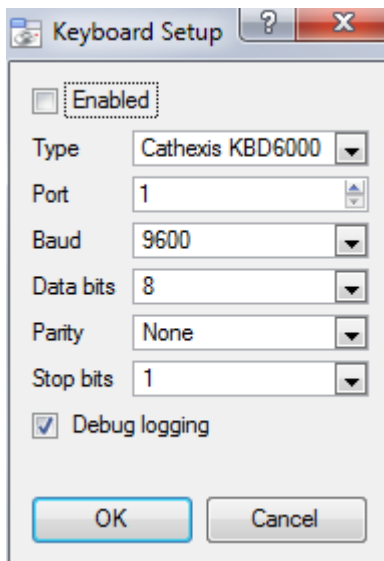 Keyboard Setup
Enabled
Type Cathexis KBD6000
Port 1
Baud 9600
Data bits 8
Parity None
Stop bits 1
Debug logging
OK Cancel